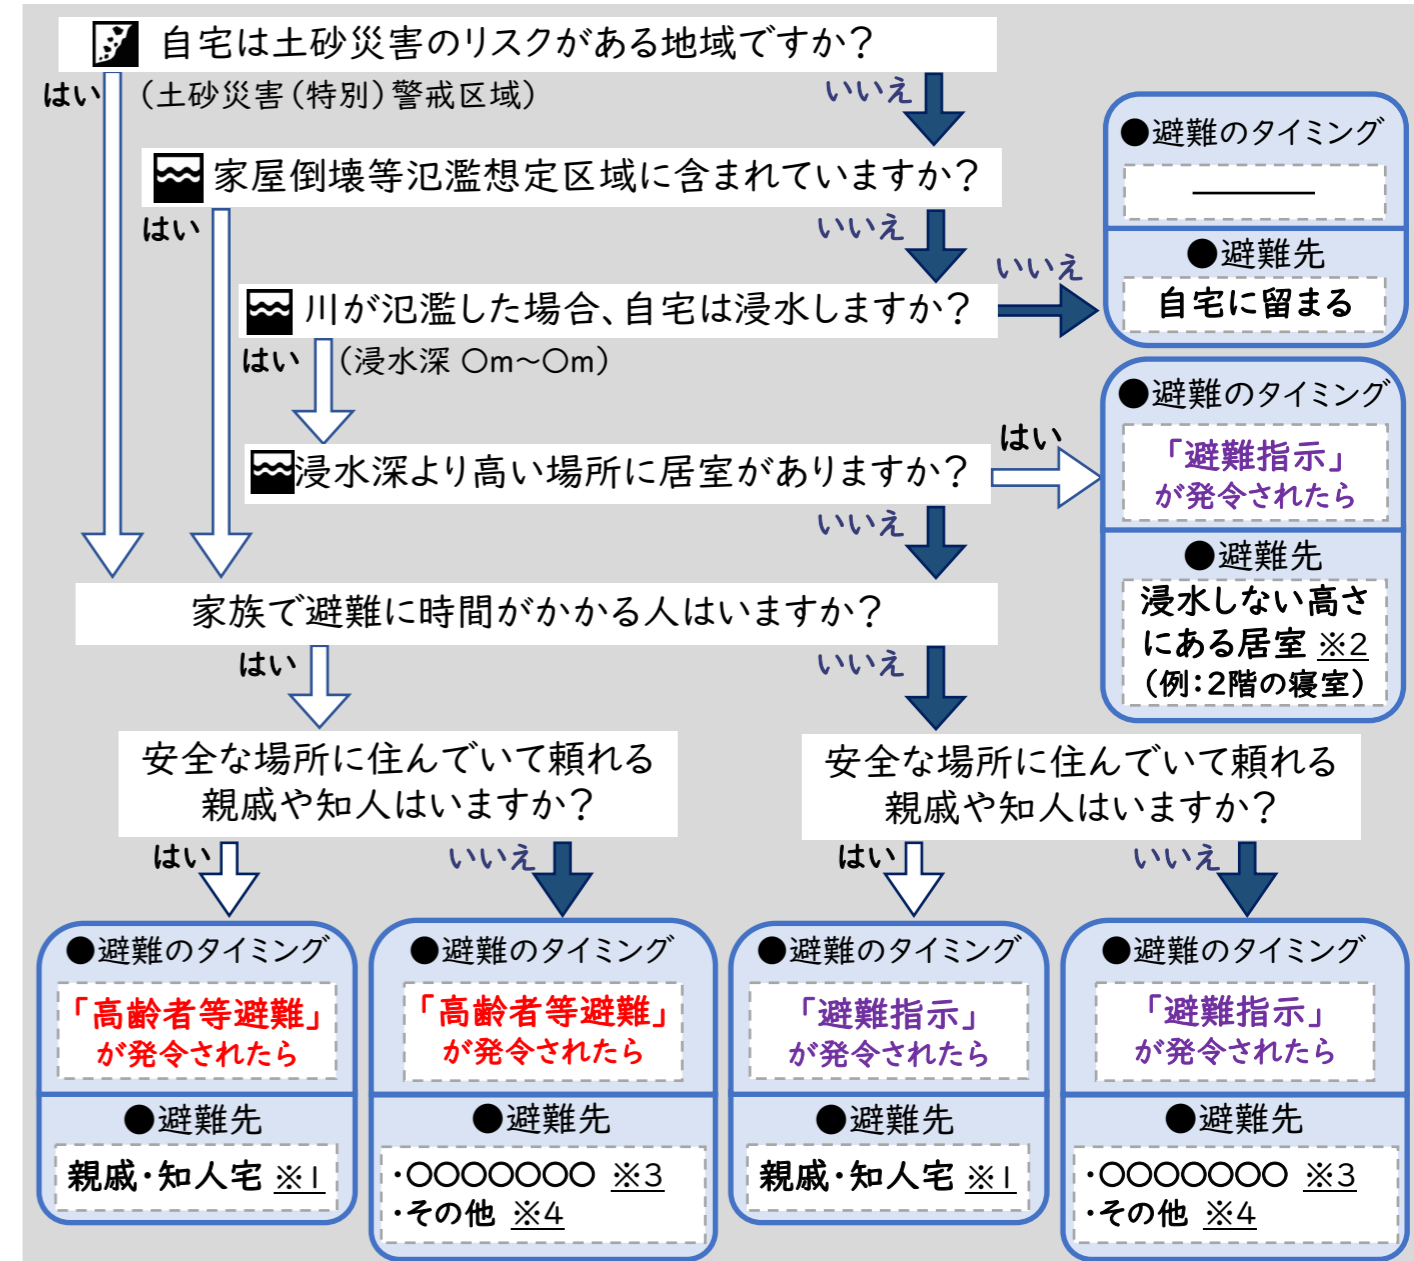 自宅は土砂災害のリスクがある地域ですか？
はい
（土砂災害（特別）警戒区域）
いいえ
家屋倒壊等氾濫想定区域に含まれていますか？
はい
いいえ
川が氾濫した場合、自宅は浸水しますか？
いいえ
はい
（浸水深 〇m～〇m）
浸水深より高い場所に居室がありますか？
はい
いいえ
●避難のタイミング
――――
●避難先
自宅に留まる
●避難のタイミング
「避難指示」
が発令されたら
●避難先
浸水しない高さ
にある居室 ※2
（例：2階の寝室）
家族で避難に時間がかかる人はいますか？
はい
いいえ
安全な場所に住んでいて頼れる
親戚や知人はいますか？
はい
いいえ
安全な場所に住んでいて頼れる
親戚や知人はいますか？
はい
いいえ
●避難のタイミング
「高齢者等避難」
が発令されたら
●避難先
親戚・知人宅 ※1
●避難のタイミング
「高齢者等避難」
が発令されたら
●避難先
・〇〇〇〇〇〇〇 ※3
・その他 ※4
●避難のタイミング
「避難指示」
が発令されたら
●避難先
親戚・知人宅 ※1
●避難のタイミング
「避難指示」
が発令されたら
●避難先
・〇〇〇〇〇〇〇 ※3
・その他 ※4